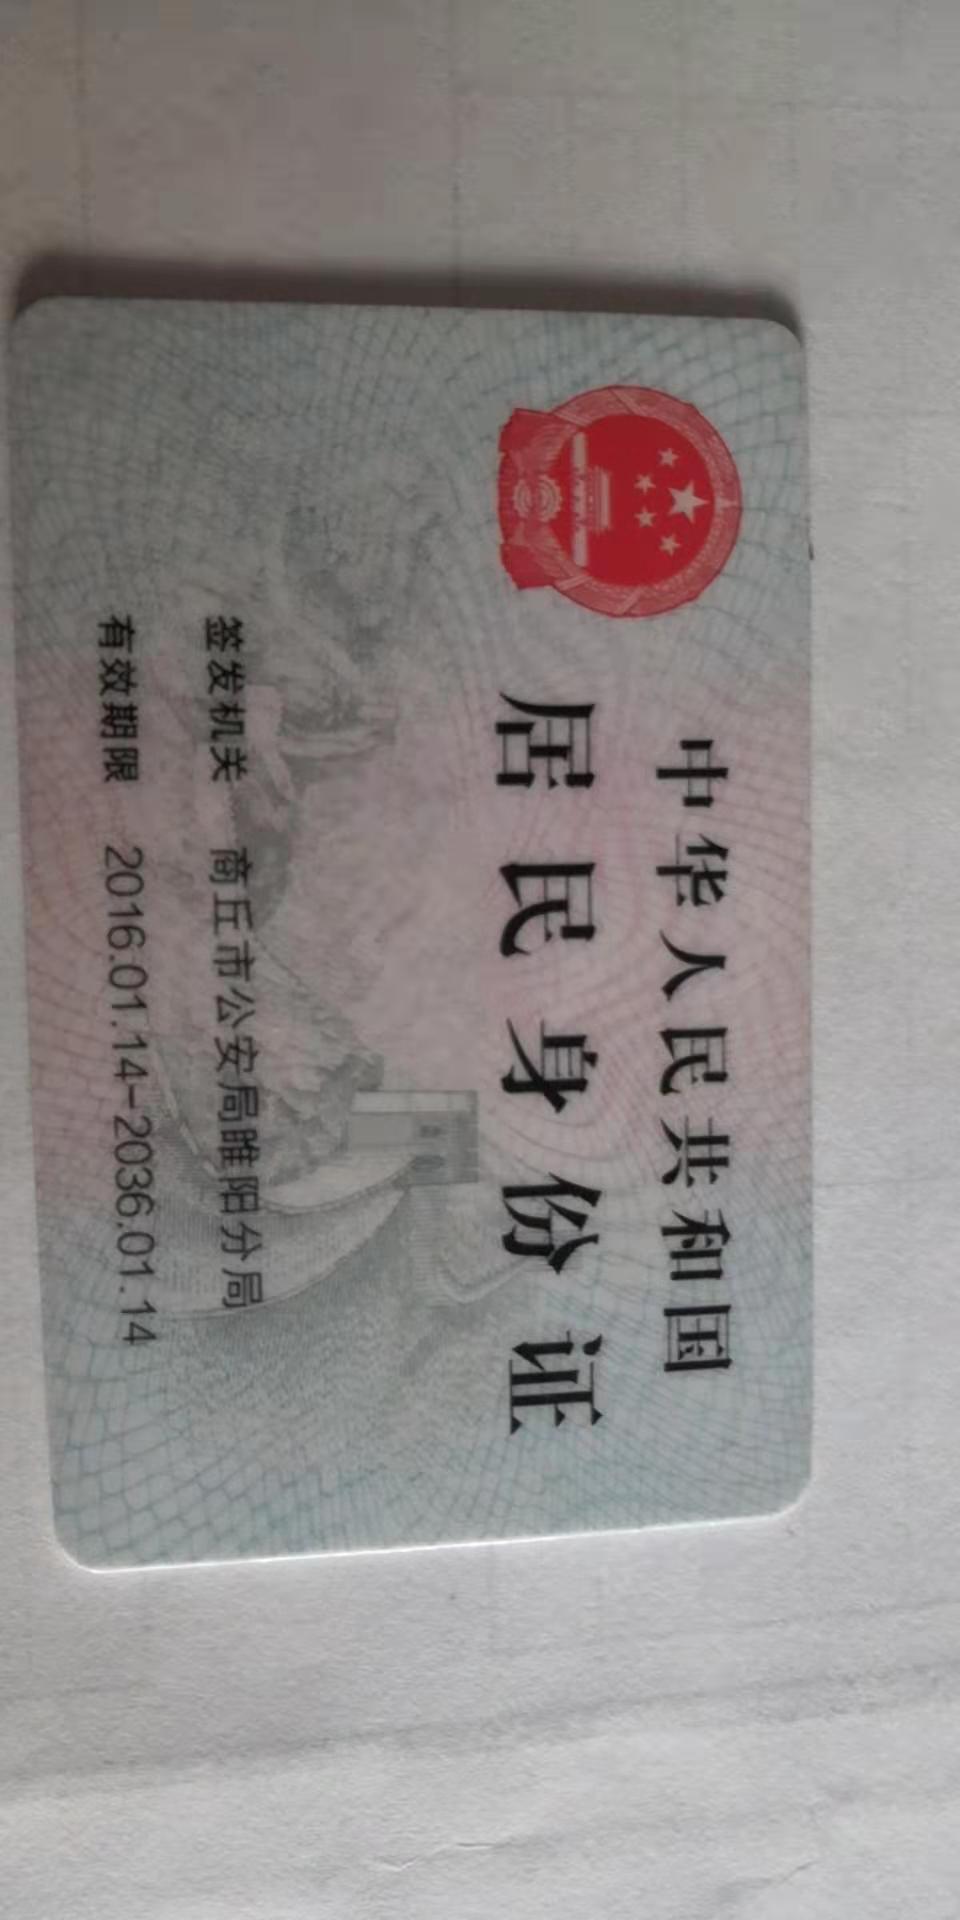 中华人民共和国
居民身份证
签发机关 商丘市公安局睢阳分局
有效期限 2016.01.14-2036.01.14